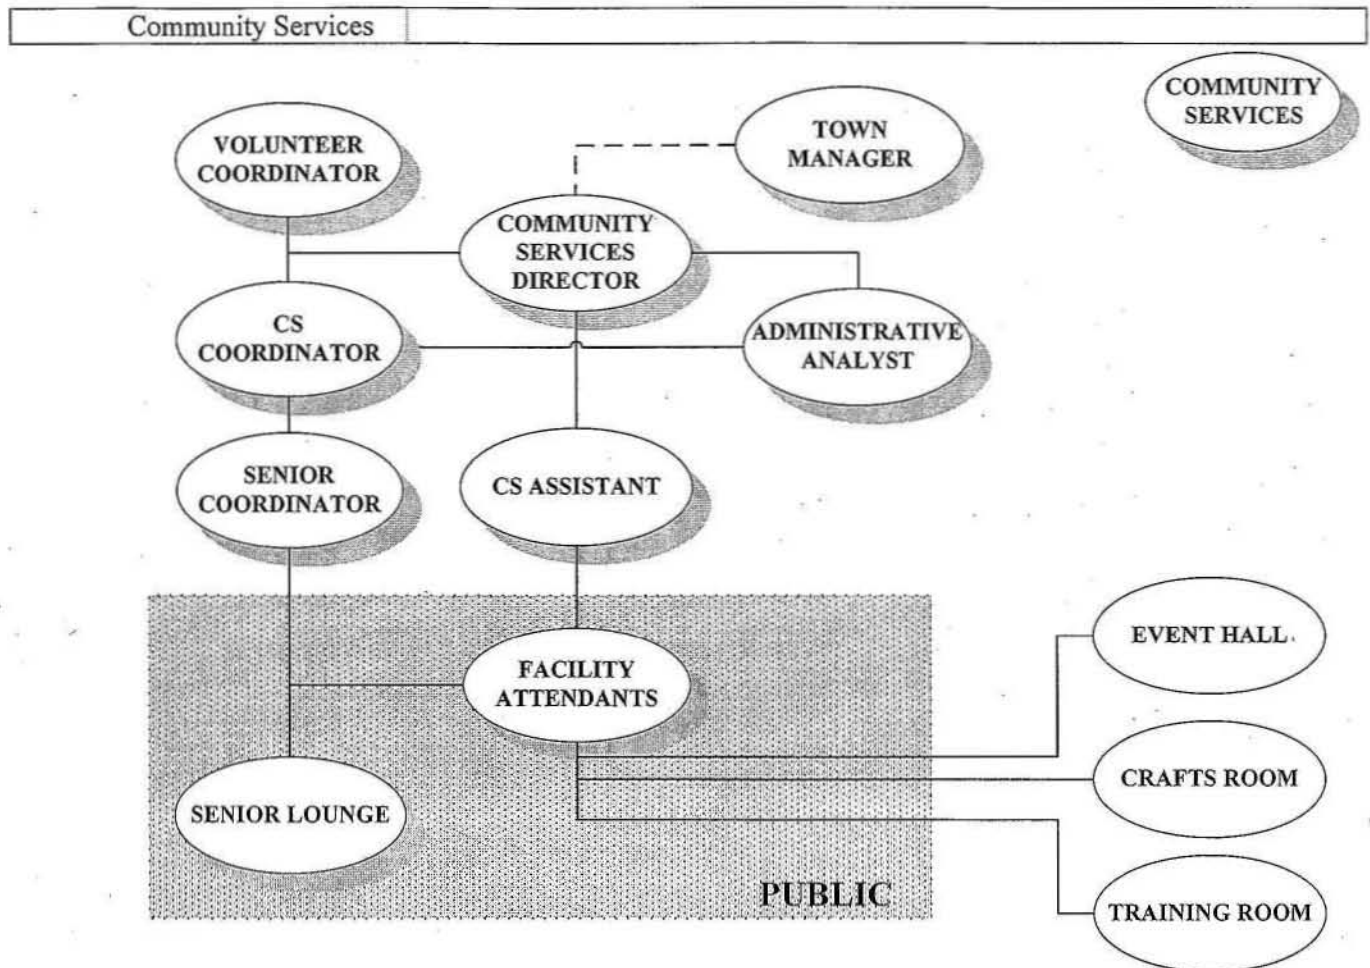 Community Services
COMMUNITY
SERVICES
VOLUNTEER
COORDINATOR
TOWN
MANAGER
COMMUNITY
SERVICES
DIRECTOR
CS
COORDINATOR
ADMINISTRATIVE
ANALYST
SENIOR
COORDINATOR
CS ASSISTANT
FACILITY
ATTENDANTS
EVENT HALL
CRAFTS ROOM
SENIOR LOUNGE
PUBLIC
TRAINING ROOM